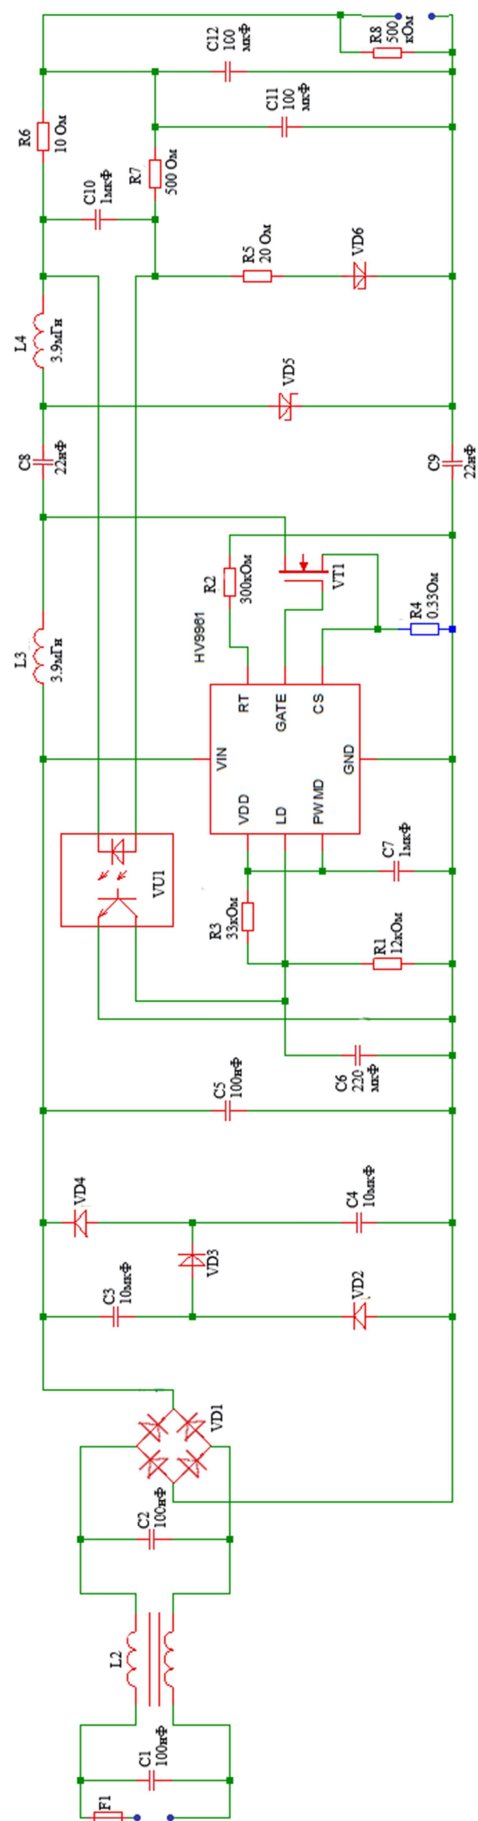 F1
C1
100нФ
L2
C2
100нФ
VD1
C3
10мкФ
VD2
VD3
VD4
C4
10мкФ
C5
100нФ
C6
220
мкФ
R1
12кОм
R3
33кОм
C7
1мкФ
VU1
VDD
LD
PWMD
VIN
GND
RT
GATE
CS
HV9961
R2
300кОм
VT1
R4
0.33Ом
L3
3.9мГн
C8
22нФ
C9
22нФ
VD5
L4
3.9мГн
R5
20 Ом
VD6
C10
1мкФ
R7
500 Ом
R6
10 Ом
C11
100
мкФ
C12
100
мкФ
R8
500
кОм